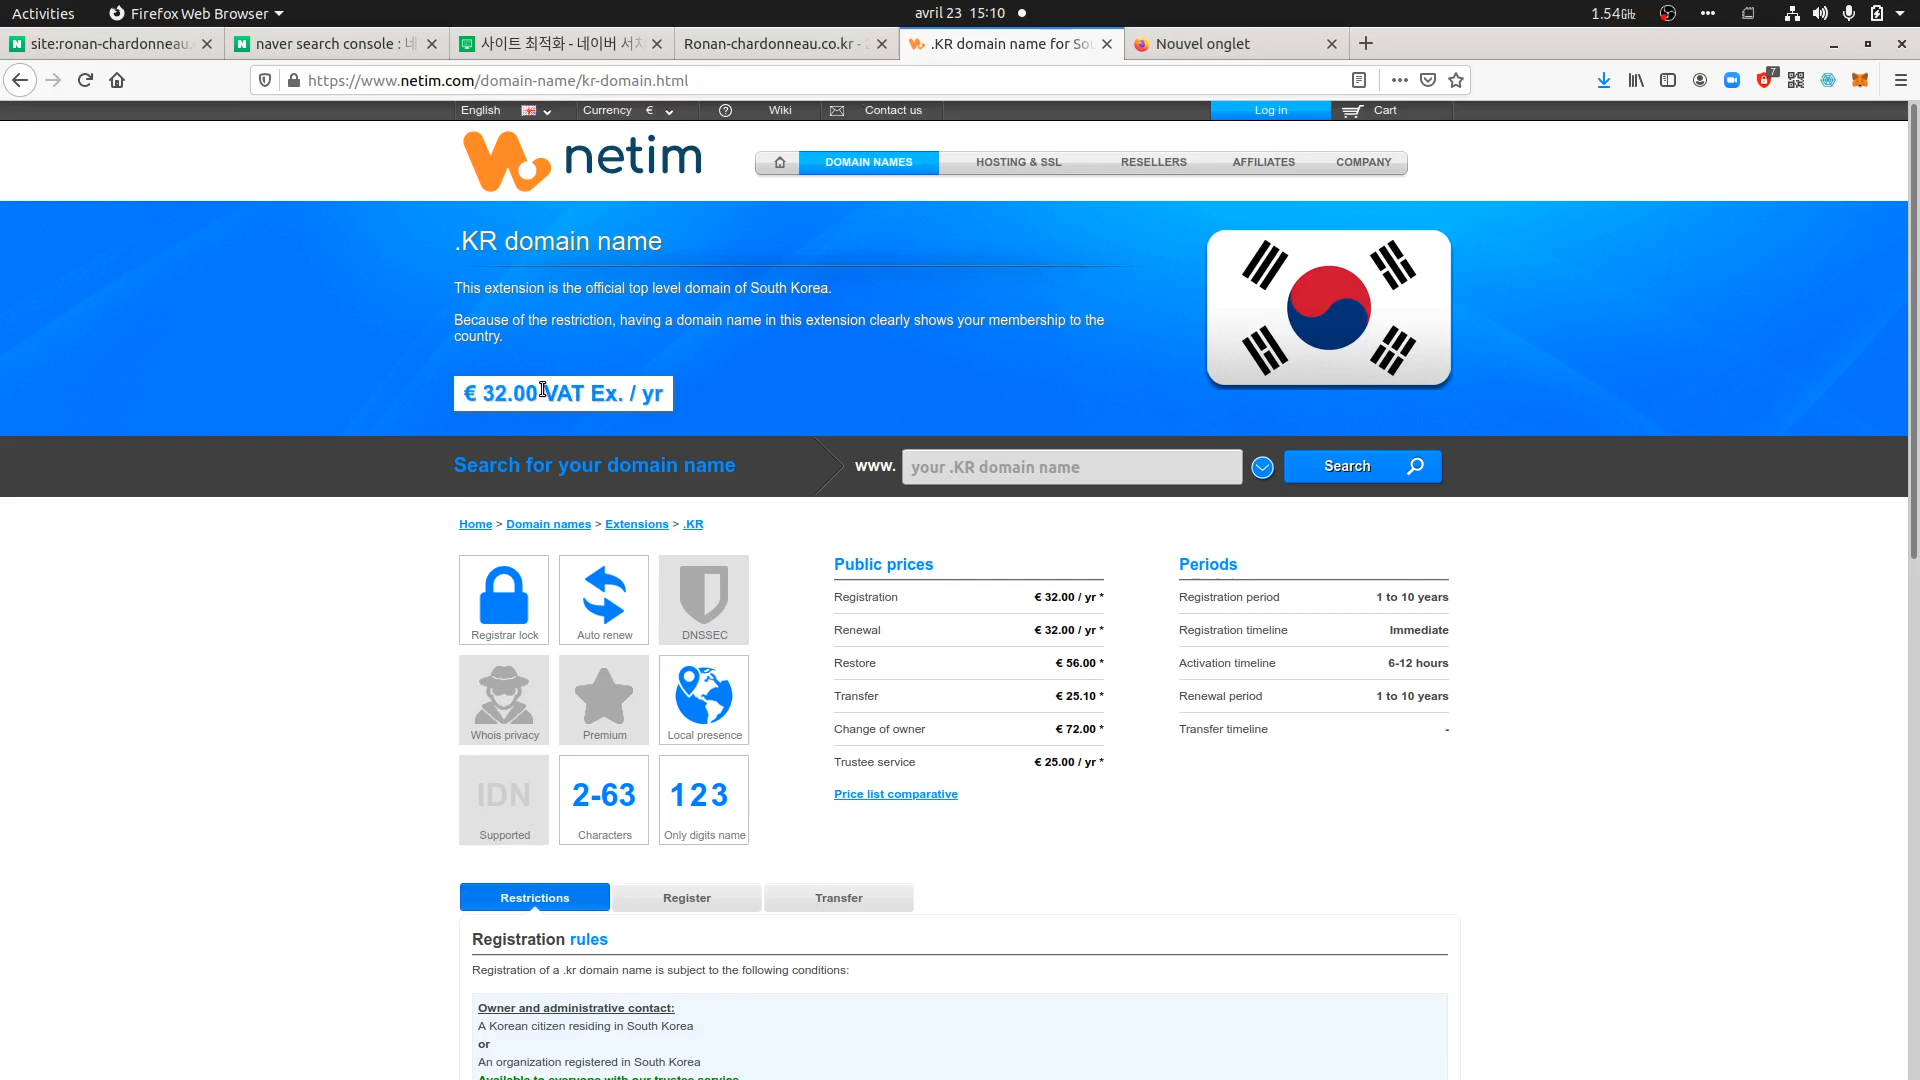 Activities
Firefox Web Browser
avril 23 15:10
1.54GHz
site:ronan-chardonneau.
naver search console :
사이트 최적화 - 네이버
Ronan-chardonneau.co.kr -
.KR domain name for
Nouvel onglet
https://www.netim.com/domain-name/kr-domain.html
7
English
Currency €
Wiki
Contact us
Log in
Cart
netim
DOMAIN NAMES
HOSTING & SSL
RESELLERS
AFFILIATES
COMPANY
.KR domain name
This extension is the official top level domain of South Korea.
Because of the restriction, having a domain name in this extension clearly shows your membership to the
country.
€ 32.00 VAT Ex. / yr
Search for your domain name
www.
your .KR domain name
Search
Home > Domain names > Extensions > .KR
Registrar lock
Auto renew
DNSSEC
Whois privacy
Premium
Local presence
IDN
Supported
2-63
Characters
123
Only digits name
Public prices
Registration € 32.00 / yr *
Renewal € 32.00 / yr *
Restore € 56.00 *
Transfer € 25.10 *
Change of owner € 72.00 *
Trustee service € 25.00 / yr *
Price list comparative
Periods
Registration period 1 to 10 years
Registration timeline Immediate
Activation timeline 6-12 hours
Renewal period 1 to 10 years
Transfer timeline -
Restrictions
Register
Transfer
Registration rules
Registration of a .kr domain name is subject to the following conditions:
Owner and administrative contact:
A Korean citizen residing in South Korea
or
An organization registered in South Korea
Available to everyone with our trustee service